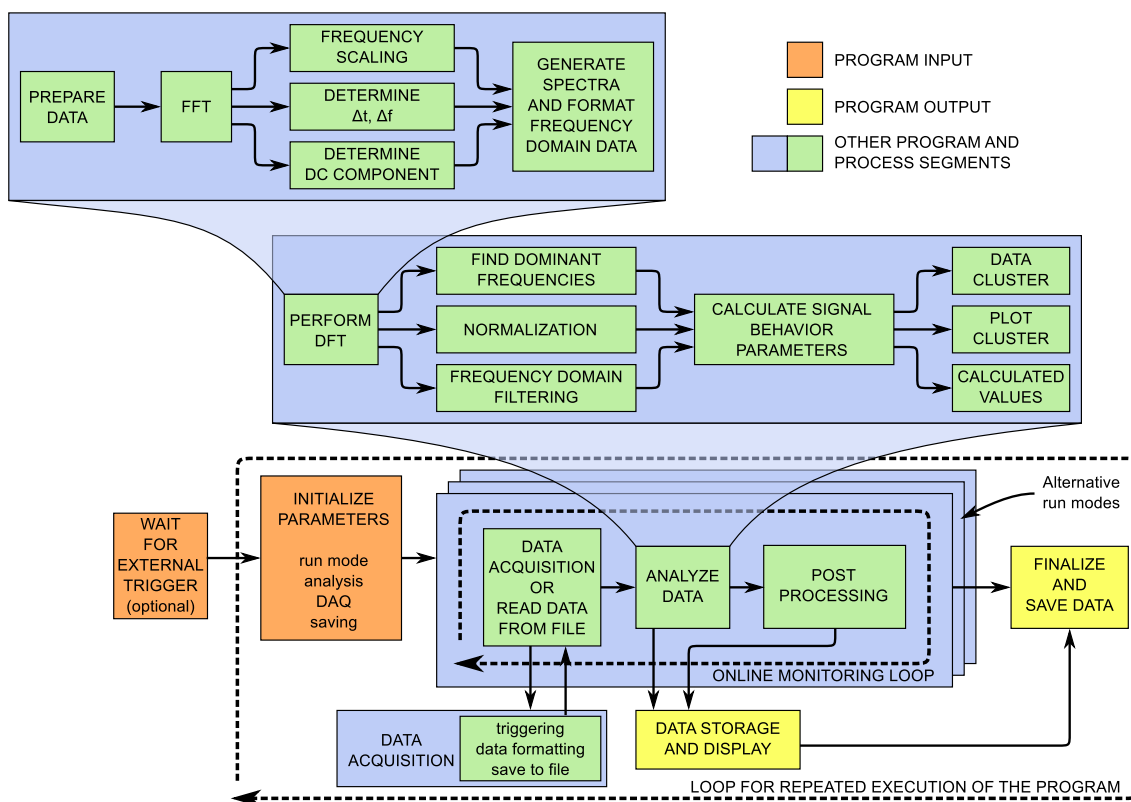 PREPARE
DATA
FFT
FREQUENCY
SCALING
DETERMINE
Δt, Δf
DETERMINE
DC COMPONENT
GENERATE
SPECTRA
AND FORMAT
FREQUENCY
DOMAIN DATA
PROGRAM INPUT
PROGRAM OUTPUT
OTHER PROGRAM AND
PROCESS SEGMENTS
PERFORM
DFT
FIND DOMINANT
FREQUENCIES
NORMALIZATION
FREQUENCY DOMAIN
FILTERING
CALCULATE SIGNAL
BEHAVIOR
PARAMETERS
DATA
CLUSTER
PLOT
CLUSTER
CALCULATED
VALUES
WAIT
FOR
EXTERNAL
TRIGGER
(optional)
INITIALIZE
PARAMETERS
run mode
analysis
DAQ
saving
DATA
ACQUISITION
OR
READ DATA
FROM FILE
ANALYZE
DATA
POST
PROCESSING
ONLINE MONITORING LOOP
Alternative
run modes
FINALIZE
AND
SAVE DATA
DATA
ACQUISITION
triggering
data formatting
save to file
DATA STORAGE
AND DISPLAY
LOOP FOR REPEATED EXECUTION OF THE PROGRAM